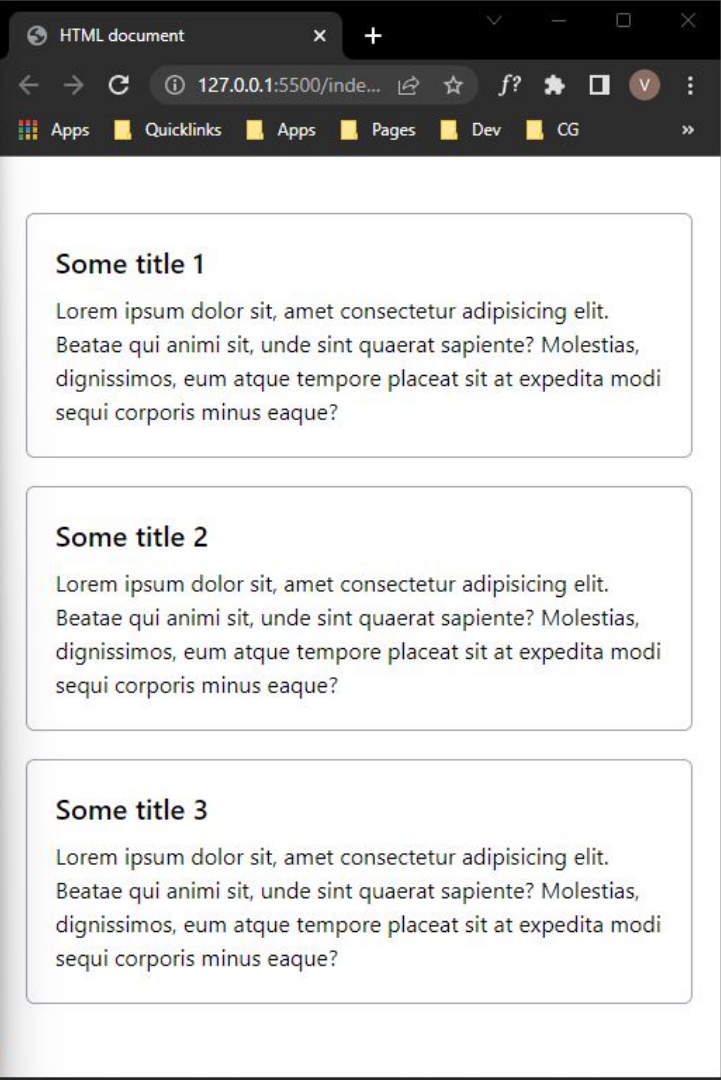 HTML document
127.0.0.1:5500/inde...
f?
V
Apps Quicklinks Apps Pages Dev CG
Some title 1
Lorem ipsum dolor sit, amet consectetur adipisicing elit.
Beatae qui animi sit, unde sint quaerat sapiente? Molestias,
dignissimos, eum atque tempore placeat sit at expedita modi
sequi corporis minus eaque?
Some title 2
Lorem ipsum dolor sit, amet consectetur adipisicing elit.
Beatae qui animi sit, unde sint quaerat sapiente? Molestias,
dignissimos, eum atque tempore placeat sit at expedita modi
sequi corporis minus eaque?
Some title 3
Lorem ipsum dolor sit, amet consectetur adipisicing elit.
Beatae qui animi sit, unde sint quaerat sapiente? Molestias,
dignissimos, eum atque tempore placeat sit at expedita modi
sequi corporis minus eaque?